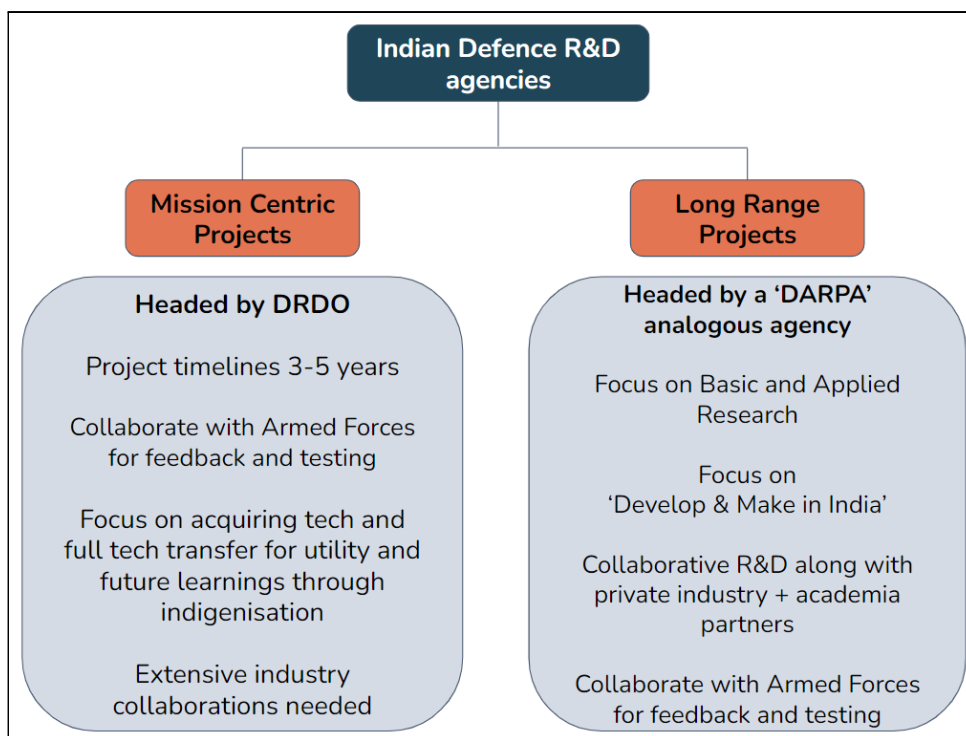 Indian Defence R&D
agencies
Mission Centric
Projects
Headed by DRDO
Project timelines 3-5 years
Collaborate with Armed Forces
for feedback and testing
Focus on acquiring tech and
full tech transfer for utility and
future learnings through
indigenisation
Extensive industry
collaborations needed
Long Range
Projects
Headed by a ‘DARPA’
analogous agency
Focus on Basic and Applied
Research
Focus on
‘Develop & Make in India’
Collaborative R&D along with
private industry + academia
partners
Collaborate with Armed Forces
for feedback and testing